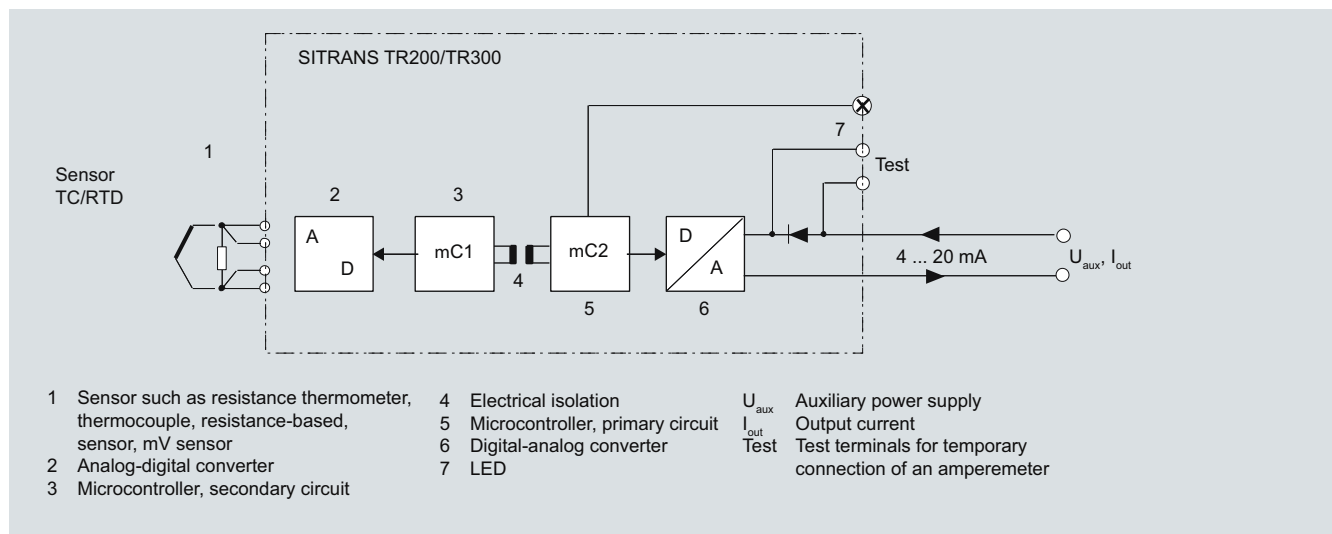 SITRANS TR200/TR300
7
Test
1
Sensor
TC/RTD
2
3
A
D
mC1
mC2
D
A
4
5
6
4 ... 20 mA
Uaux, Iout
1 Sensor such as resistance thermometer,
thermocouple, resistance-based,
sensor, mV sensor
2 Analog-digital converter
3 Microcontroller, secondary circuit
4 Electrical isolation
5 Microcontroller, primary circuit
6 Digital-analog converter
7 LED
Uaux Auxiliary power supply
Iout Output current
Test Test terminals for temporary
connection of an amperemeter